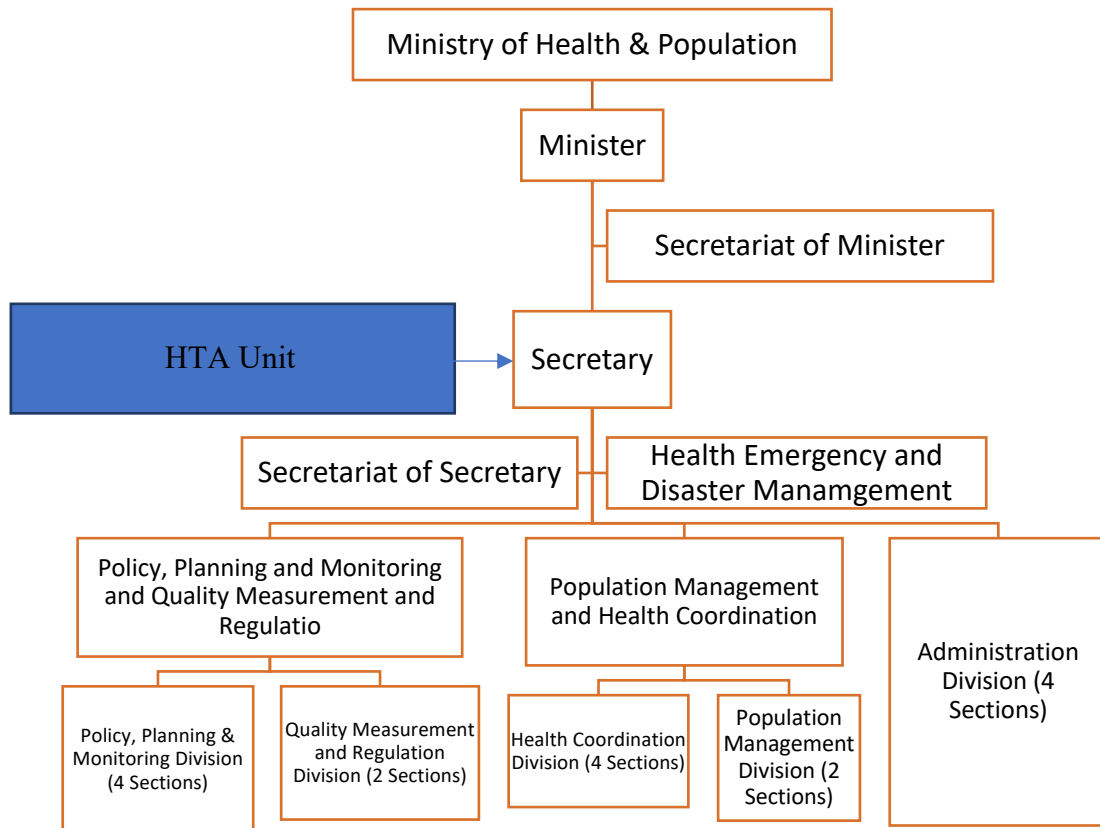 Ministry of Health & Population
Minister
Secretariat of Minister
HTA Unit
Secretary
Secretariat of Secretary
Health Emergency and
Disaster Manamgement
Policy, Planning and Monitoring
and Quality Measurement and
Regulatio
Population Management
and Health Coordination
Administration
Division (4
Sections)
Policy, Planning &
Monitoring Division
(4 Sections)
Quality Measurement
and Regulation
Division (2 Sections)
Health Coordination
Division (4 Sections)
Population
Management
Division (2
Sections)